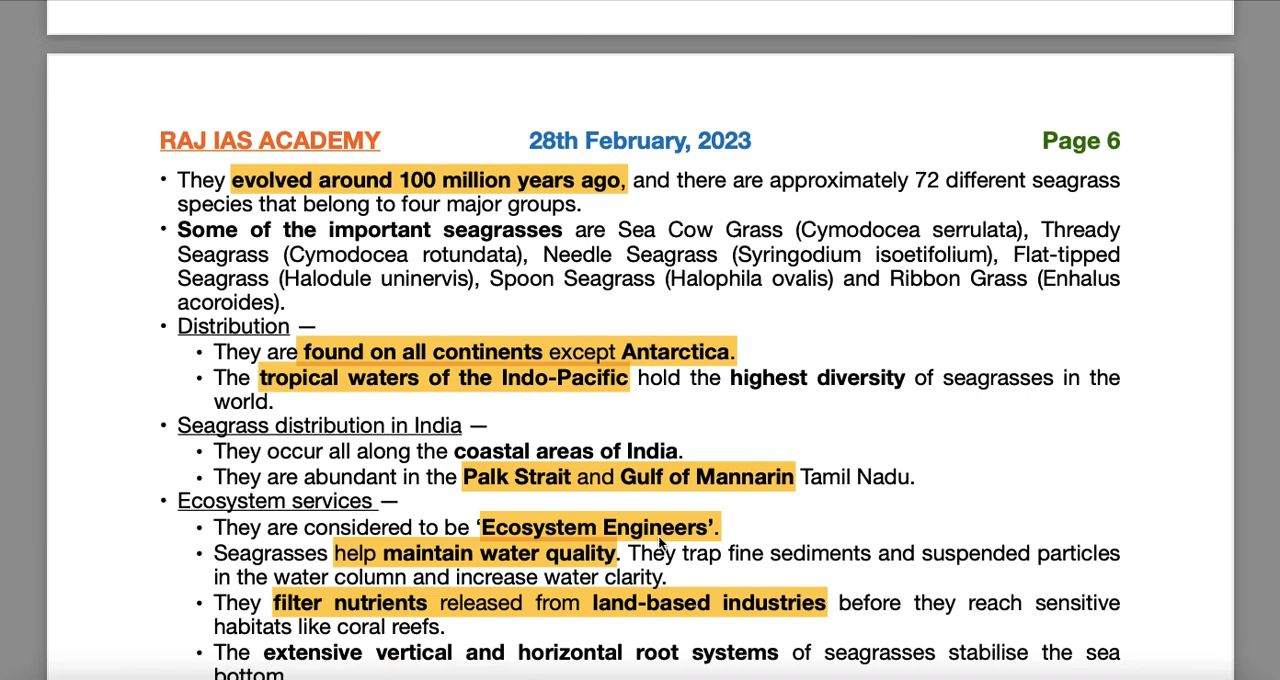 RAJ IAS ACADEMY 28th February, 2023 Page 6
• They evolved around 100 million years ago, and there are approximately 72 different seagrass
species that belong to four major groups.
• Some of the important seagrasses are Sea Cow Grass (Cymodocea serrulata), Thready
Seagrass (Cymodocea rotundata), Needle Seagrass (Syringodium isoetifolium), Flat-tipped
Seagrass (Halodule uninervis), Spoon Seagrass (Halophila ovalis) and Ribbon Grass (Enhalus
acoroides).
• Distribution —
• They are found on all continents except Antarctica.
• The tropical waters of the Indo-Pacific hold the highest diversity of seagrasses in the
world.
• Seagrass distribution in India —
• They occur all along the coastal areas of India.
• They are abundant in the Palk Strait and Gulf of Mannarin Tamil Nadu.
• Ecosystem services —
• They are considered to be ‘Ecosystem Engineers’.
• Seagrasses help maintain water quality. They trap fine sediments and suspended particles
in the water column and increase water clarity.
• They filter nutrients released from land-based industries before they reach sensitive
habitats like coral reefs.
• The extensive vertical and horizontal root systems of seagrasses stabilise the sea
bottom